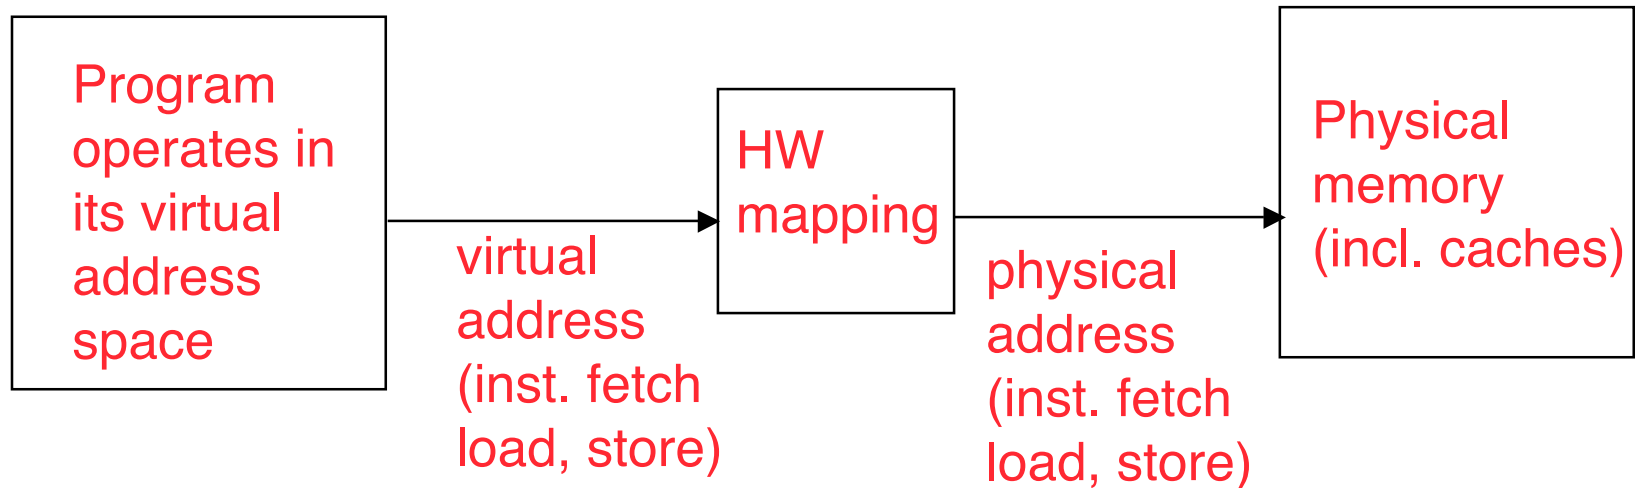 Program
operates in
its virtual
address
space
virtual
address
(inst. fetch
load, store)
HW
mapping
physical
address
(inst. fetch
load, store)
Physical
memory
(incl. caches)